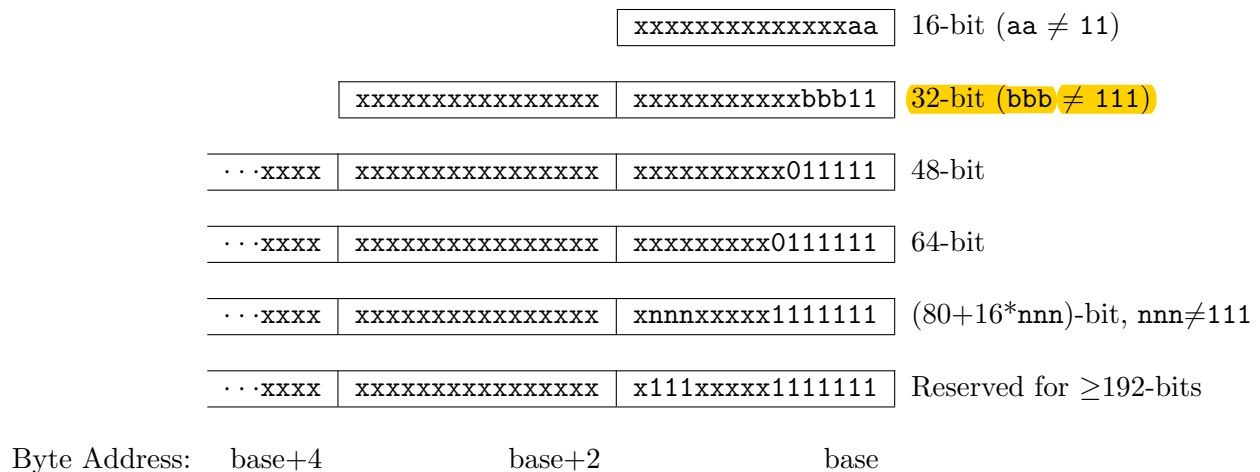 xxxxxxxxxxxxxxaa 16-bit (aa ≠ 11)
xxxxxxxxxxxxxxxx xxxxxxxxxxxbbb11 32-bit (bbb ≠ 111)
···xxxx xxxxxxxxxxxxxxxx xxxxxxxxxx011111 48-bit
···xxxx xxxxxxxxxxxxxxxx xxxxxxxxx0111111 64-bit
···xxxx xxxxxxxxxxxxxxxx xnnnxxxxx1111111 (80+16*nnn)-bit, nnn≠111
···xxxx xxxxxxxxxxxxxxxx x111xxxxx1111111 Reserved for ≥192-bits
Byte Address: base+4 base+2 base